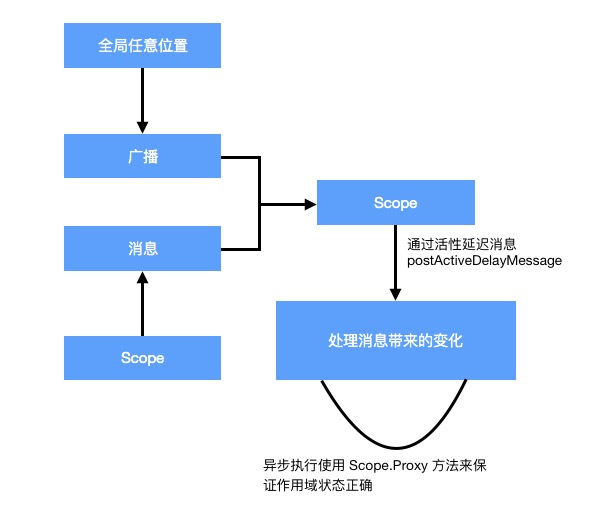 全局任意位置
广播
消息
Scope
Scope
通过活性延迟消息
postActiveDelayMessage
处理消息带来的变化
异步执行使用 Scope.Proxy 方法来保
证作用域状态正确